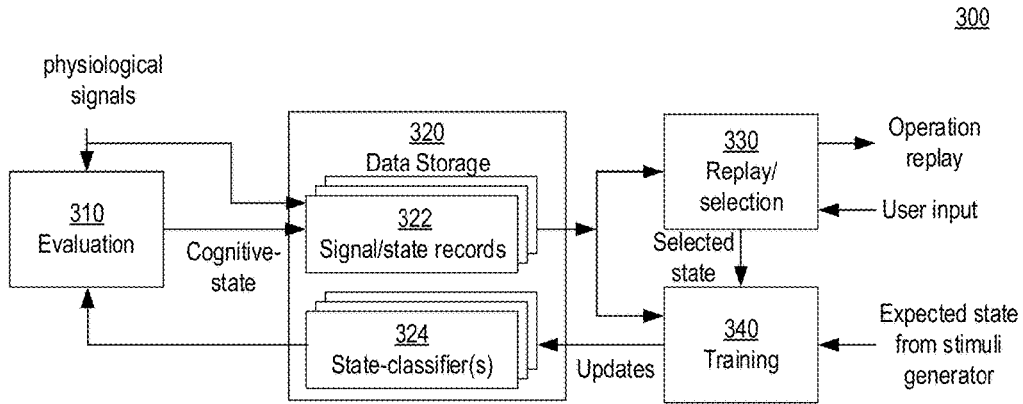 300
physiological
signals
320
Data Storage
330
Replay/
selection
Operation
replay
310
Evaluation
322
Signal/state records
User input
Cognitive-
state
Selected
state
324
State-classifier(s)
340
Training
Updates
Expected state
from stimuli
generator